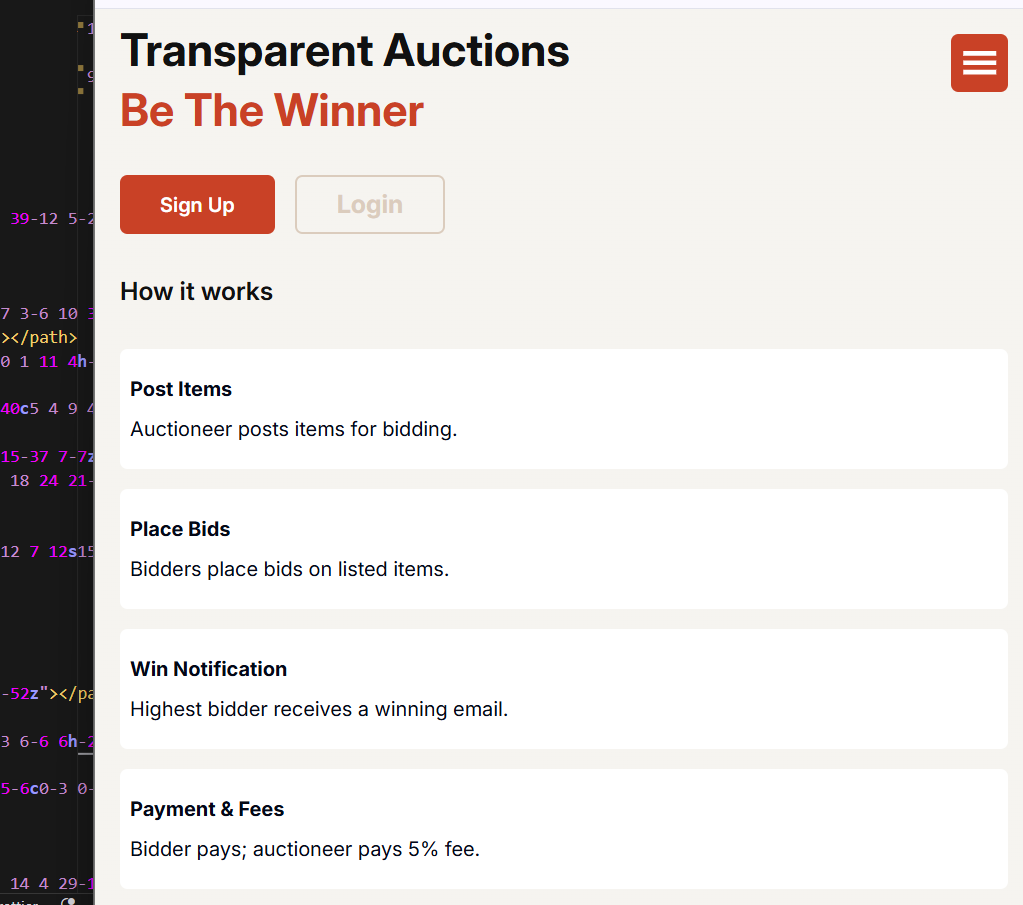 Transparent Auctions
Be The Winner
Sign Up
Login
How it works
Post Items
Auctioneer posts items for bidding.
Place Bids
Bidders place bids on listed items.
Win Notification
Highest bidder receives a winning email.
Payment & Fees
Bidder pays; auctioneer pays 5% fee.
39-12 5-2
7 3-6 10 3
></path>
0 1 11 4h-
40c5 4 9 4
15-37 7-7z
18 24 21-
12 7 12s15
-52z"></pa
3 6-6 6h-2
5-6c0-3 0-
14 4 29-1